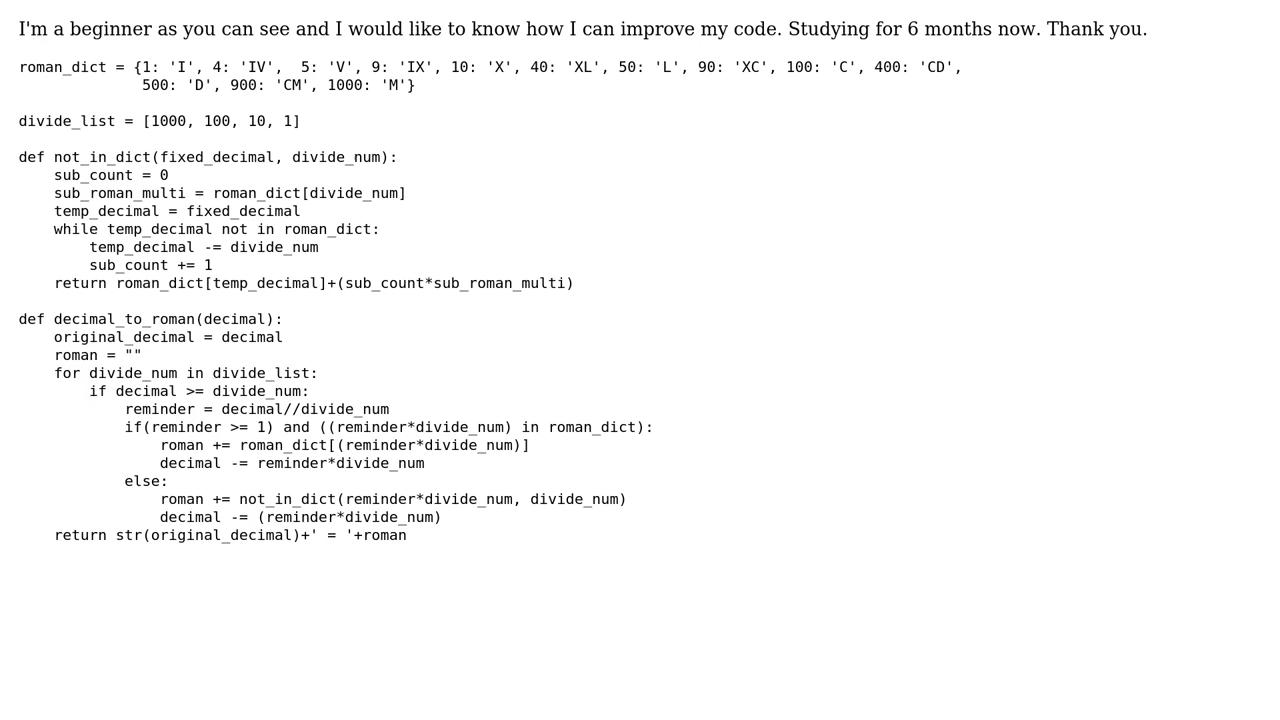 I'm a beginner as you can see and I would like to know how I can improve my code. Studying for 6 months now. Thank you.
roman_dict = {1: 'I', 4: 'IV',  5: 'V', 9: 'IX', 10: 'X', 40: 'XL', 50: 'L', 90: 'XC', 100: 'C', 400: 'CD',
              500: 'D', 900: 'CM', 1000: 'M'}
divide_list = [1000, 100, 10, 1]
def not_in_dict(fixed_decimal, divide_num):
    sub_count = 0
    sub_roman_multi = roman_dict[divide_num]
    temp_decimal = fixed_decimal
    while temp_decimal not in roman_dict:
        temp_decimal -= divide_num
        sub_count += 1
    return roman_dict[temp_decimal]+(sub_count*sub_roman_multi)
def decimal_to_roman(decimal):
    original_decimal = decimal
    roman = ""
    for divide_num in divide_list:
        if decimal >= divide_num:
            reminder = decimal//divide_num
            if(reminder >= 1) and ((reminder*divide_num) in roman_dict):
                roman += roman_dict[(reminder*divide_num)]
                decimal -= reminder*divide_num
            else:
                roman += not_in_dict(reminder*divide_num, divide_num)
                decimal -= (reminder*divide_num)
    return str(original_decimal)+' = '+roman